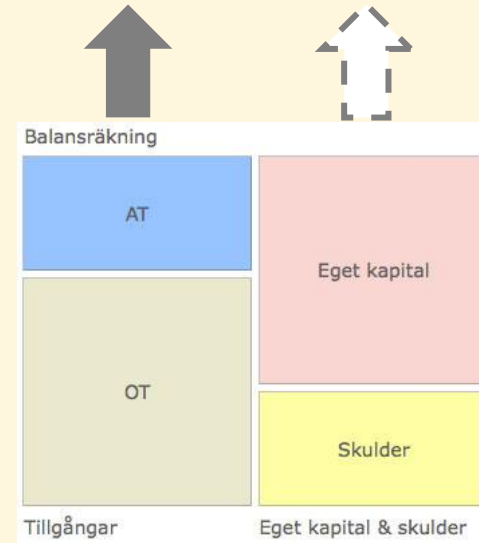 Balansräkning
AT
Eget kapital
OT
Skulder
Tillgångar
Eget kapital & skulder